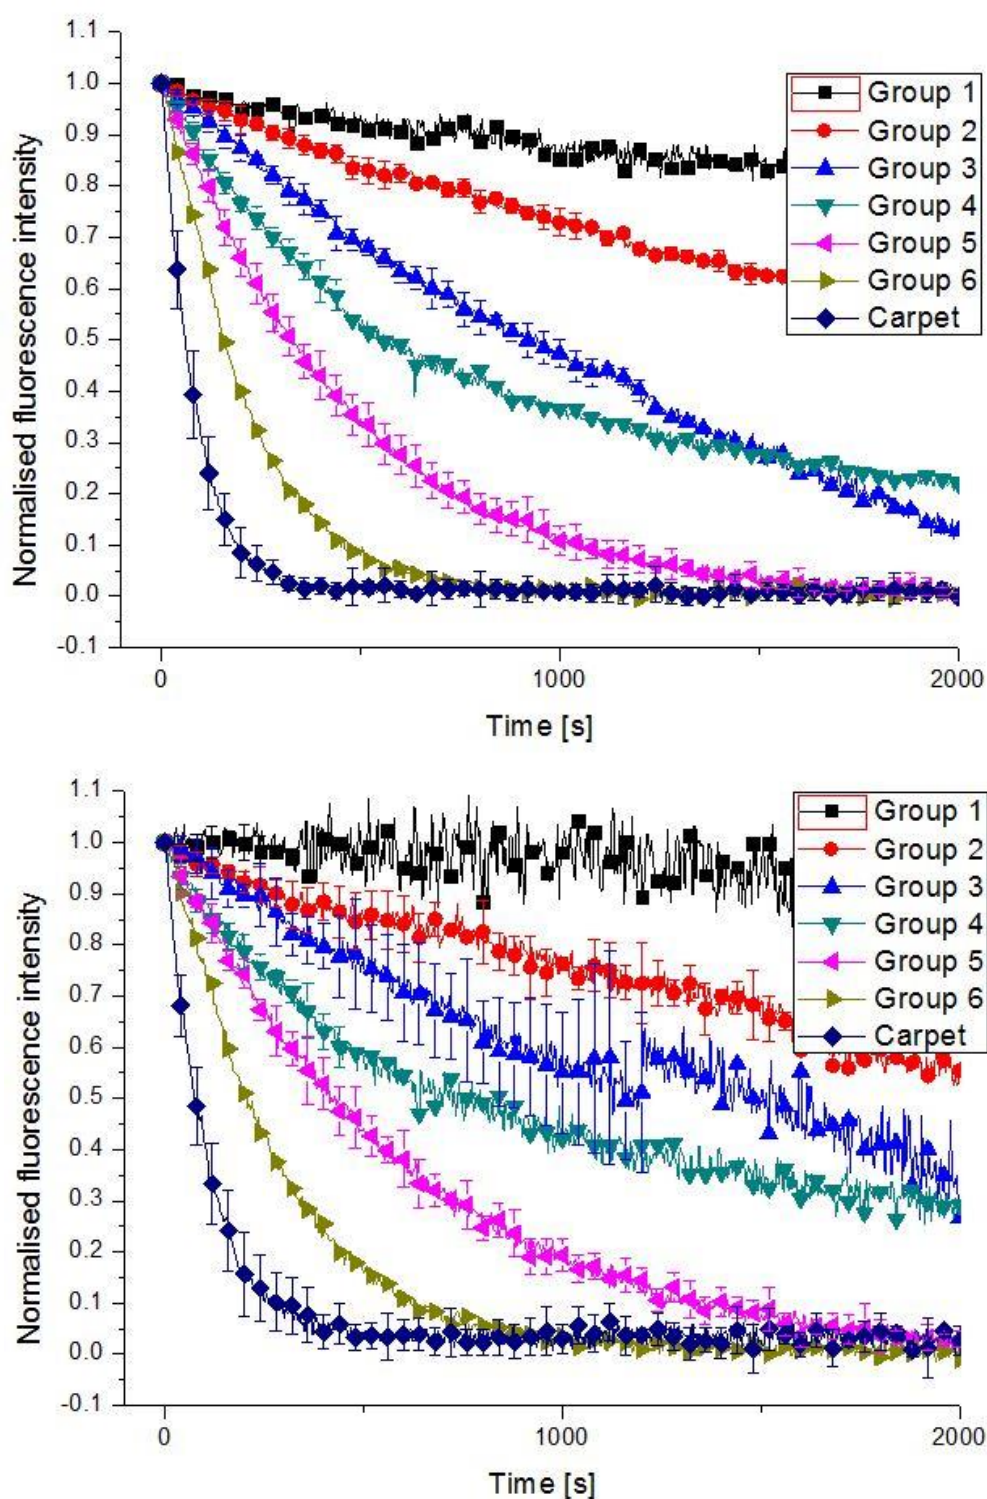 1.1
1.0
0.9
0.8
0.7
0.6
0.5
0.4
0.3
0.2
0.1
0.0
-0.1
Normalised fluorescence intensity
Group 1
Group 2
Group 3
Group 4
Group 5
Group 6
Carpet
0 1000 2000
Time [s]
1.1
1.0
0.9
0.8
0.7
0.6
0.5
0.4
0.3
0.2
0.1
0.0
-0.1
Normalised fluorescence intensity
Group 1
Group 2
Group 3
Group 4
Group 5
Group 6
Carpet
0 1000 2000
Time [s]